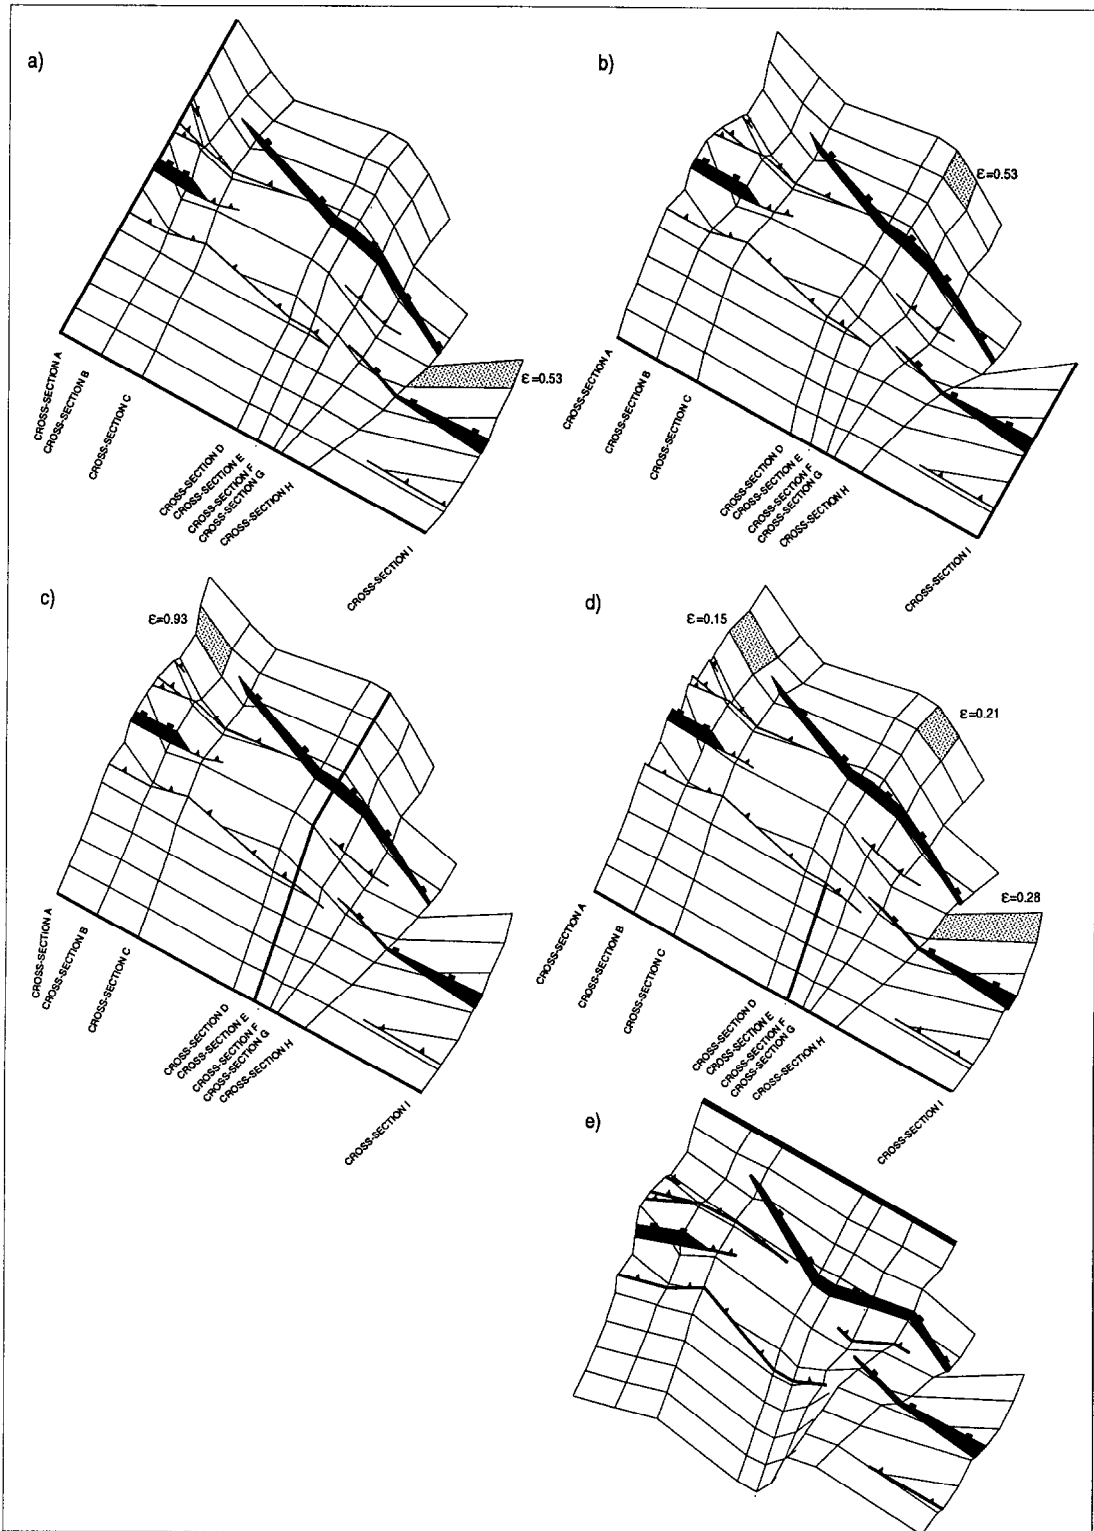 a)
ε=0.53
CROSS-SECTION A
CROSS-SECTION B
CROSS-SECTION C
CROSS-SECTION D
CROSS-SECTION E
CROSS-SECTION F
CROSS-SECTION G
CROSS-SECTION H
CROSS-SECTION I
b)
ε=0.53
CROSS-SECTION A
CROSS-SECTION B
CROSS-SECTION C
CROSS-SECTION D
CROSS-SECTION E
CROSS-SECTION F
CROSS-SECTION G
CROSS-SECTION H
CROSS-SECTION I
c)
ε=0.93
CROSS-SECTION A
CROSS-SECTION B
CROSS-SECTION C
CROSS-SECTION D
CROSS-SECTION E
CROSS-SECTION F
CROSS-SECTION G
CROSS-SECTION H
CROSS-SECTION I
d)
ε=0.15
ε=0.21
ε=0.28
CROSS-SECTION A
CROSS-SECTION B
CROSS-SECTION C
CROSS-SECTION D
CROSS-SECTION E
CROSS-SECTION F
CROSS-SECTION G
CROSS-SECTION H
CROSS-SECTION I
e)